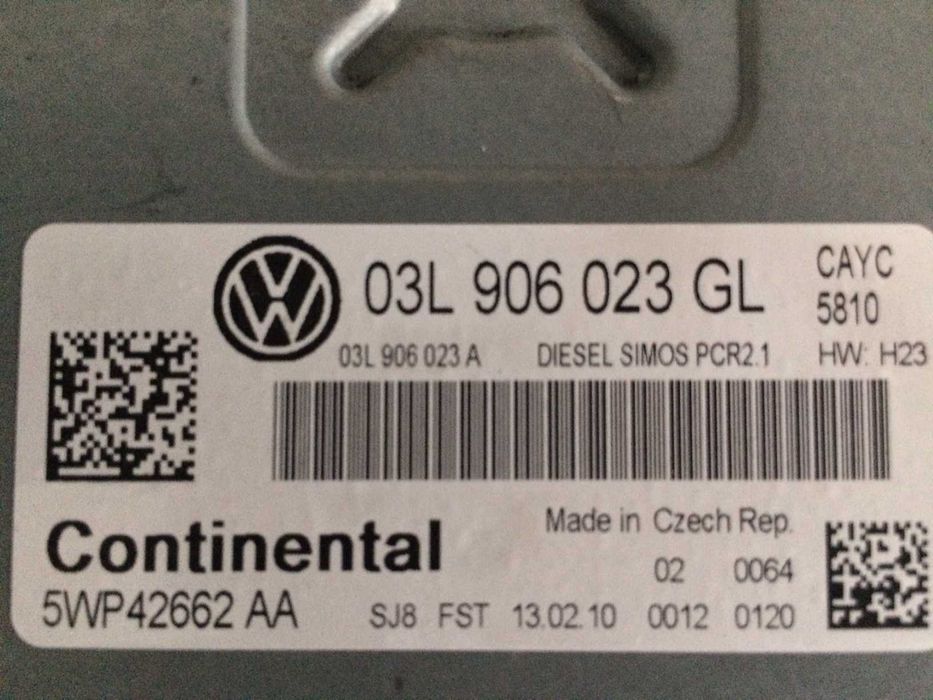 03L 906 023 GL CAYC
5810
03L 906 023 A DIESEL SIMOS PCR2.1 HW: H23
Continental Made in Czech Rep.
02 0064
5WP42662 AA SJ8 FST 13.02.10 0012 0120